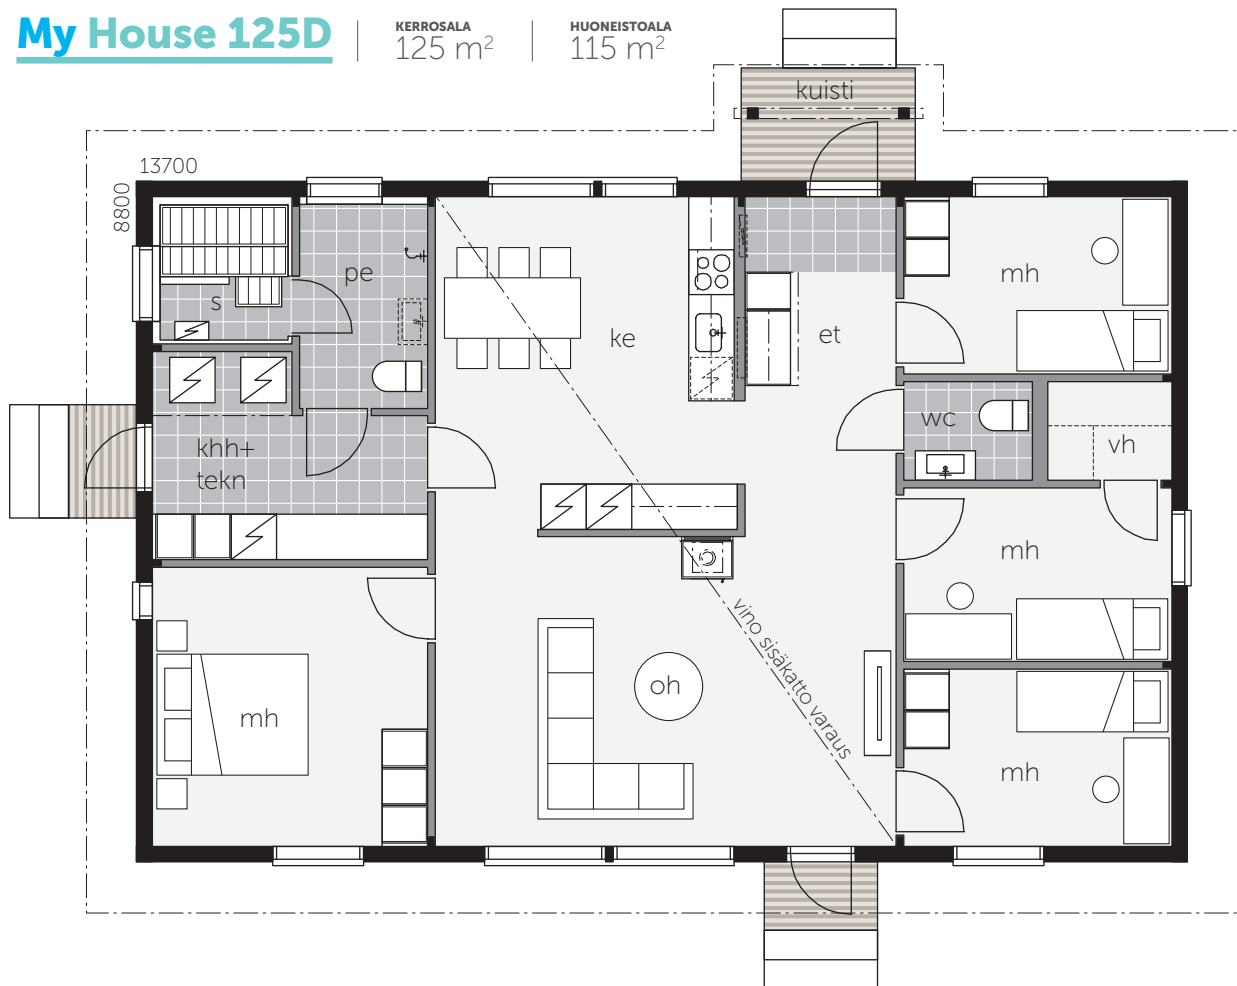 My House 125D
KERROSALA
125 m²
HUONEISTOALA
115 m²
kuisti
13700
8800
pe
s
ke
et
mh
wc
vh
khh+
tekn
mh
vino sisäkatto varaus
oh
mh
mh